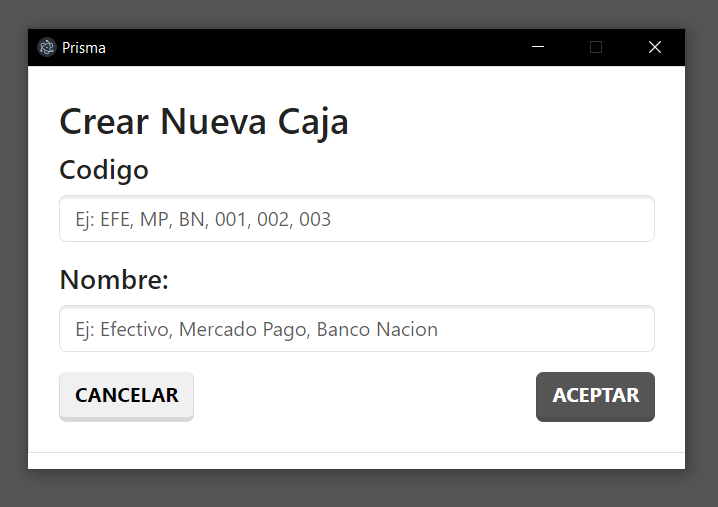 Prisma
Crear Nueva Caja
Codigo
Ej: EFE, MP, BN, 001, 002, 003
Nombre:
Ej: Efectivo, Mercado Pago, Banco Nacion
CANCELAR
ACEPTAR